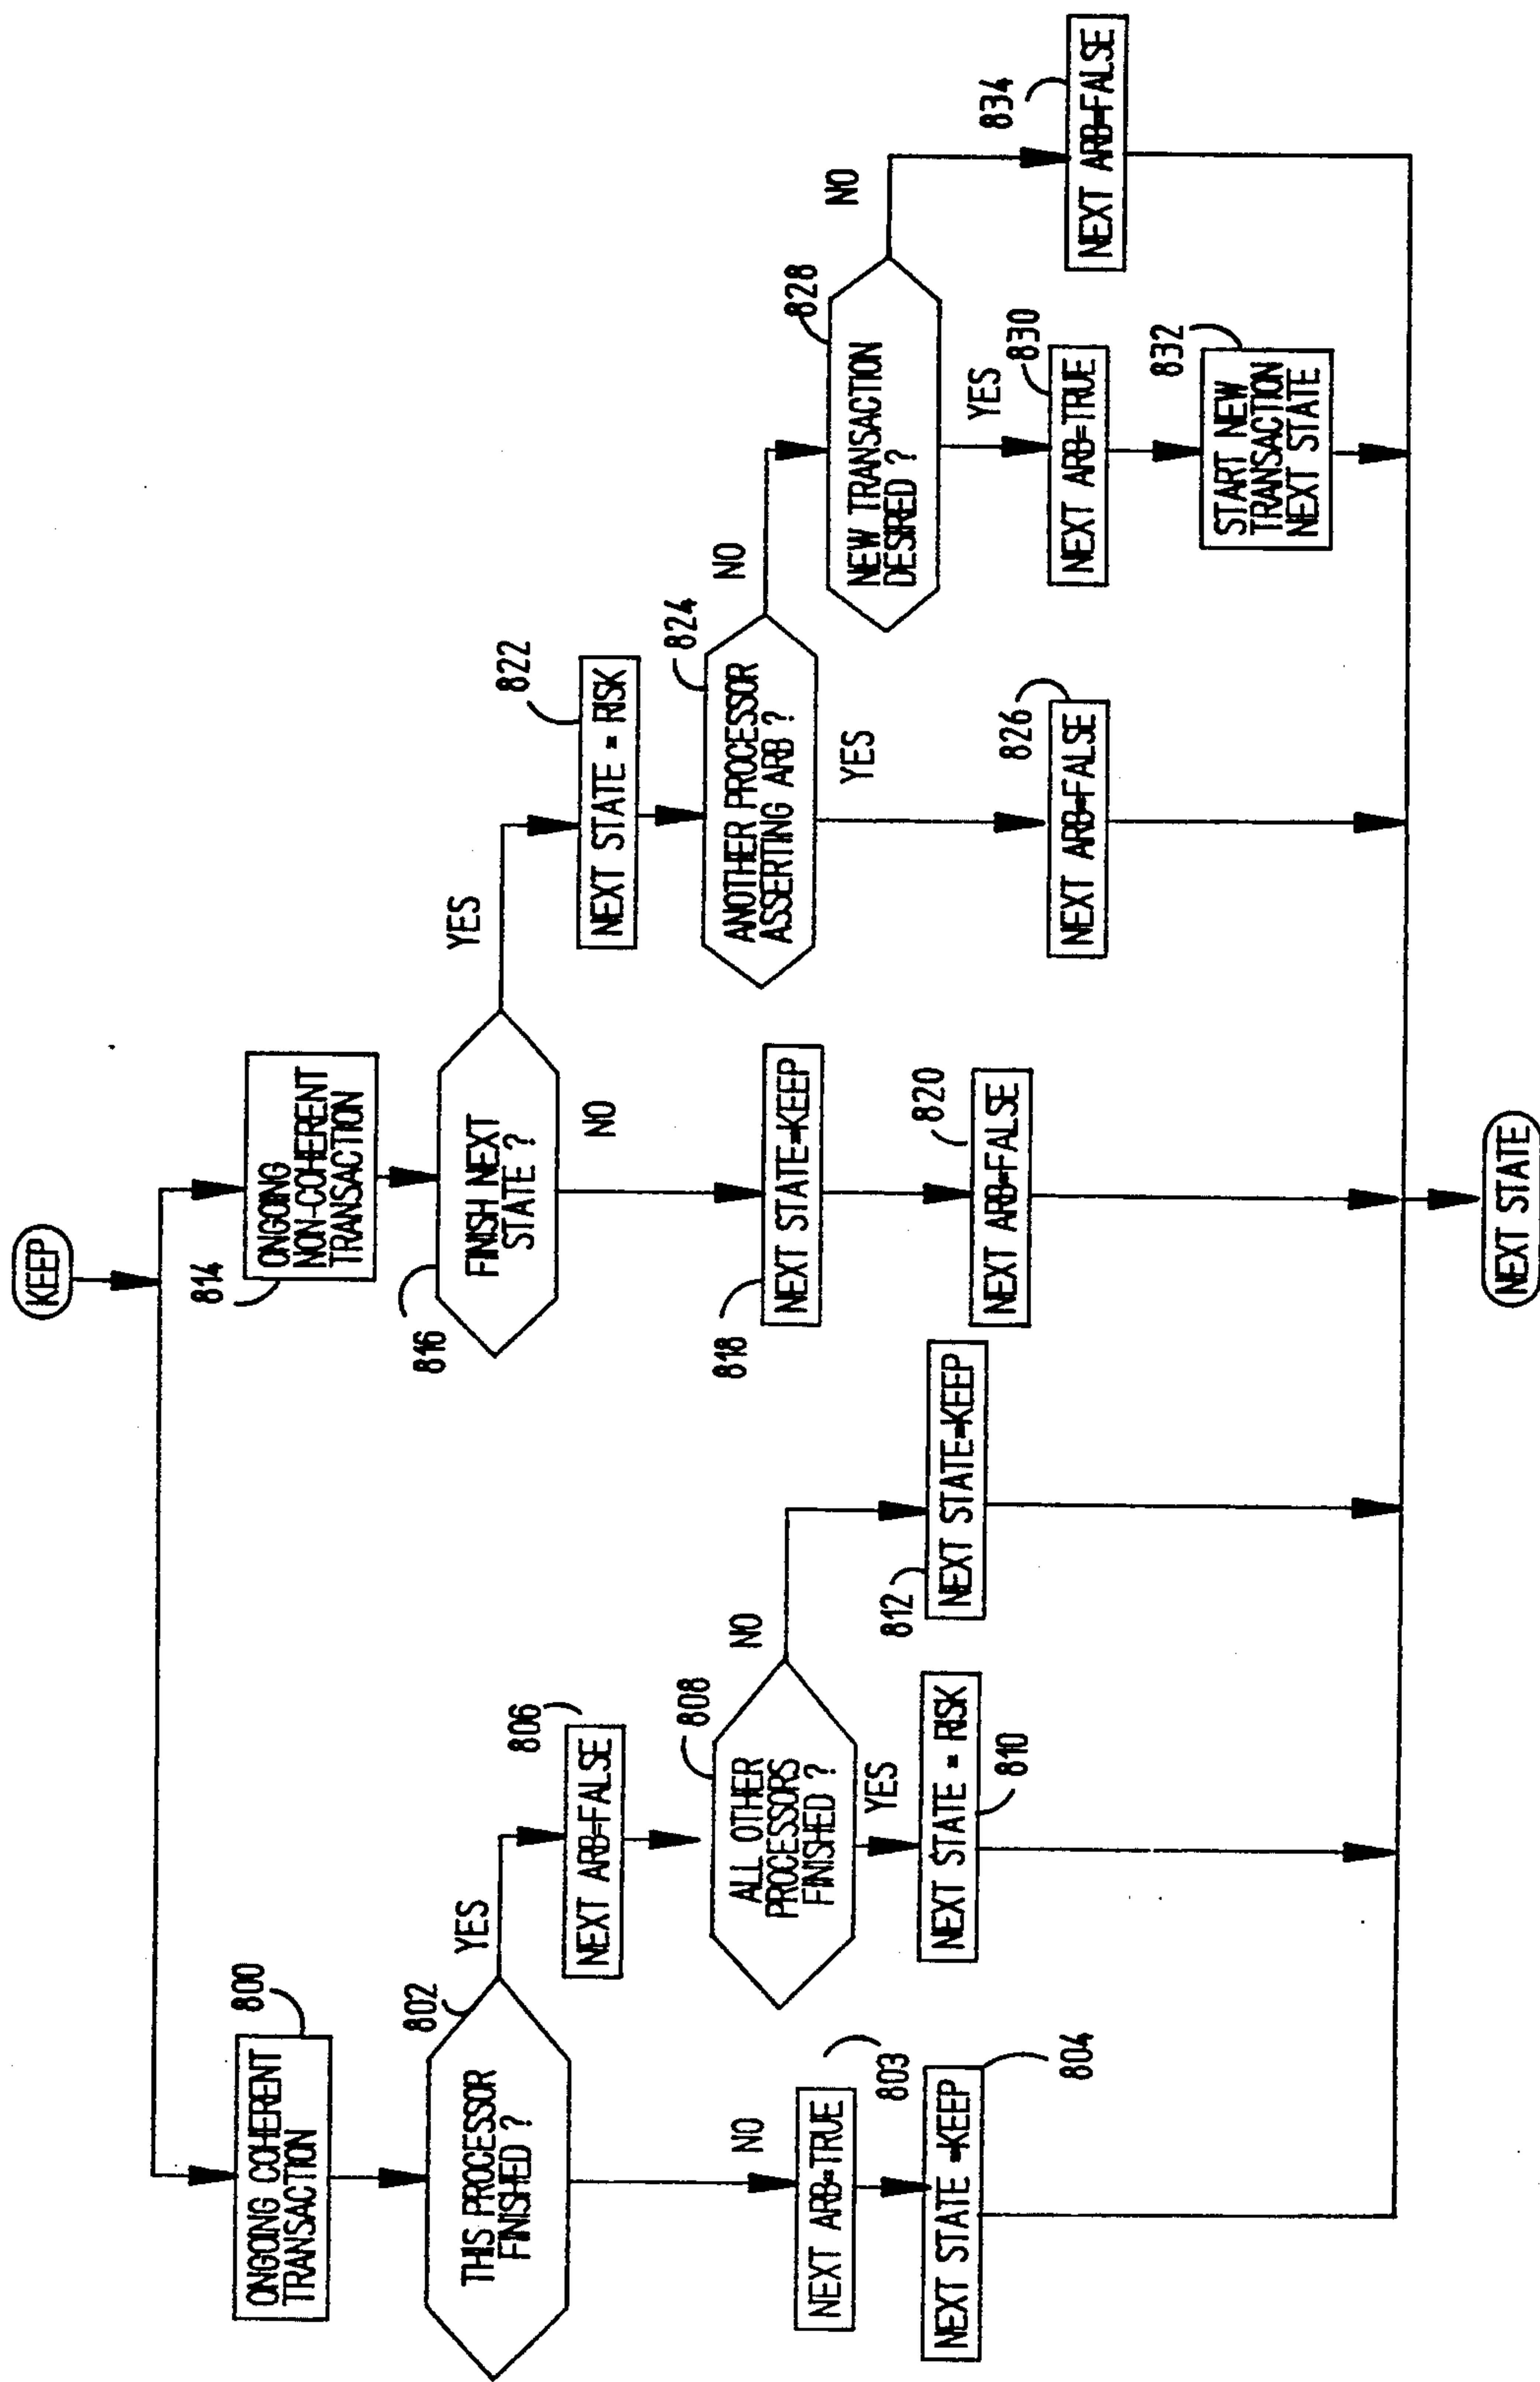 KEEP
800
ONGOING COHERENT
TRANSACTION
802
THIS PROCESSOR
FINISHED ?
NO
803
NEXT ARB=TRUE
804
NEXT STATE =KEEP
YES
806
NEXT ARB=FALSE
808
ALL OTHER
PROCESSORS
FINISHED ?
YES
810
NEXT STATE = RISK
NO
812
NEXT STATE=KEEP
814
ONGOING
NON-COHERENT
TRANSACTION
816
FINISH NEXT
STATE ?
NO
818
NEXT STATE=KEEP
820
NEXT ARB=FALSE
YES
822
NEXT STATE = RISK
824
ANOTHER PROCESSOR
ASSERTING ARB ?
YES
826
NEXT ARB=FALSE
NO
828
NEW TRANSACTION
DESIRED ?
YES
830
NEXT ARB=TRUE
832
START NEW
TRANSACTION
NEXT STATE
NO
834
NEXT ARB=FALSE
NEXT STATE